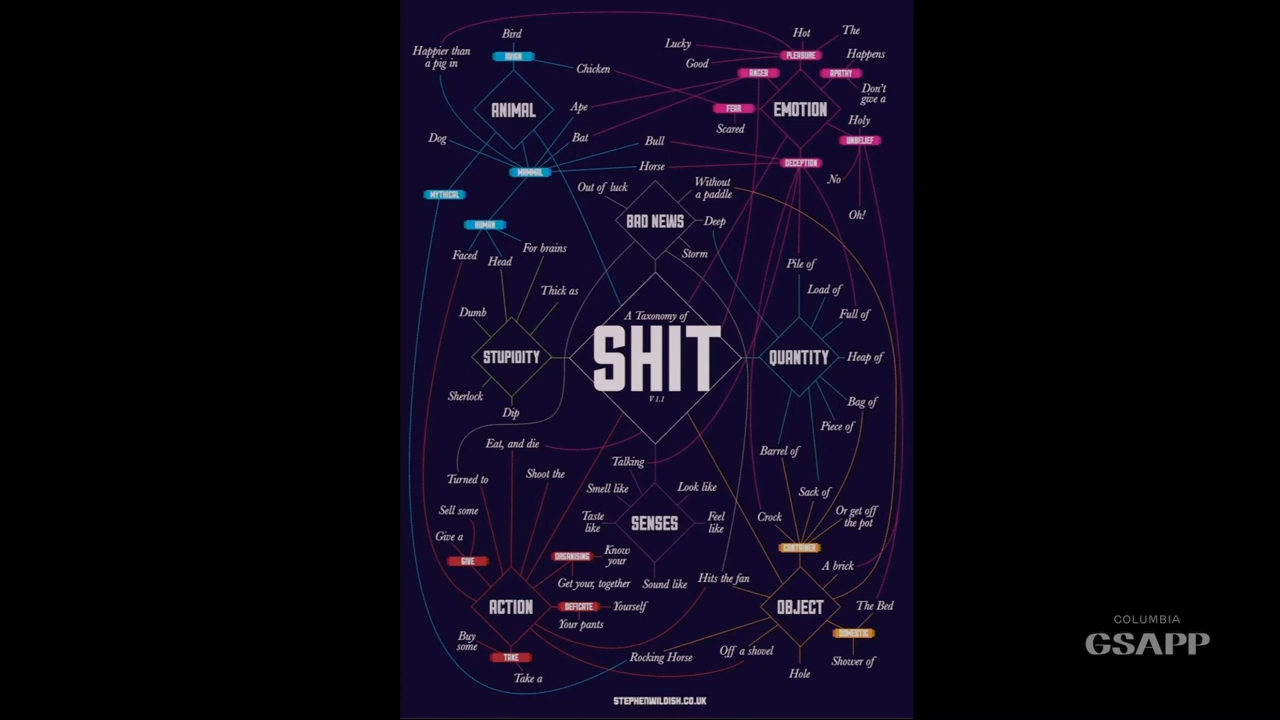 Bird
Happier than
a pig in
AVIAN
Chicken
ANIMAL
Ape
Dog
Bat
Bull
MAMMAL
Horse
MYTHICAL
HUMAN
Faced
Head
For brains
Lucky
Hot
The
Good
PLEASURE
Happens
ANGER
APATHY
Don't
give a
FEAR
EMOTION
Scared
Holy
UNBELIEF
DECEPTION
No
Oh!
Out of luck
Without
a paddle
BAD NEWS
Deep
Storm
Thick as
Dumb
STUPIDITY
Sherlock
Dip
A Taxonomy of
SHIT
V 1.1
Pile of
Load of
Full of
QUANTITY
Heap of
Bag of
Piece of
Barrel of
Sack of
Eat, and die
Turned to
Shoot the
Sell some
Give a
GIVE
ORGANISING
Know
your
Get your, together
ACTION
DEFICATE
Yourself
Your pants
Buy
some
TAKE
Take a
Talking
Smell like
Look like
Taste
like
SENSES
Feel
like
Sound like
Crock
Or get off
the pot
CONTAINER
A brick
Hits the fan
OBJECT
The Bed
DOMESTIC
Rocking Horse
Off a shovel
Shower of
Hole
STEPHENWILDISH.CO.UK
COLUMBIA
GSAPP